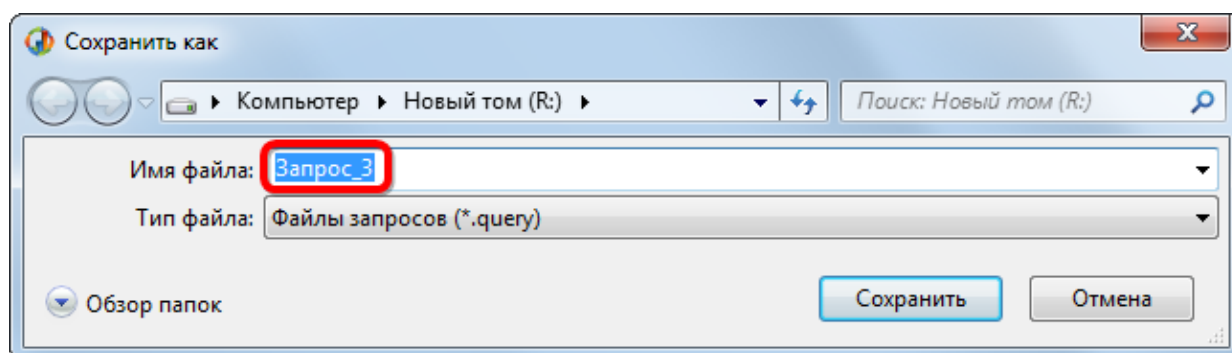 Сохранить как
Компьютер Новый том (R:)
Поиск: Новый том (R:)
Имя файла: Запрос_3
Тип файла: Файлы запросов (*.query)
Обзор папок
Сохранить
Отмена